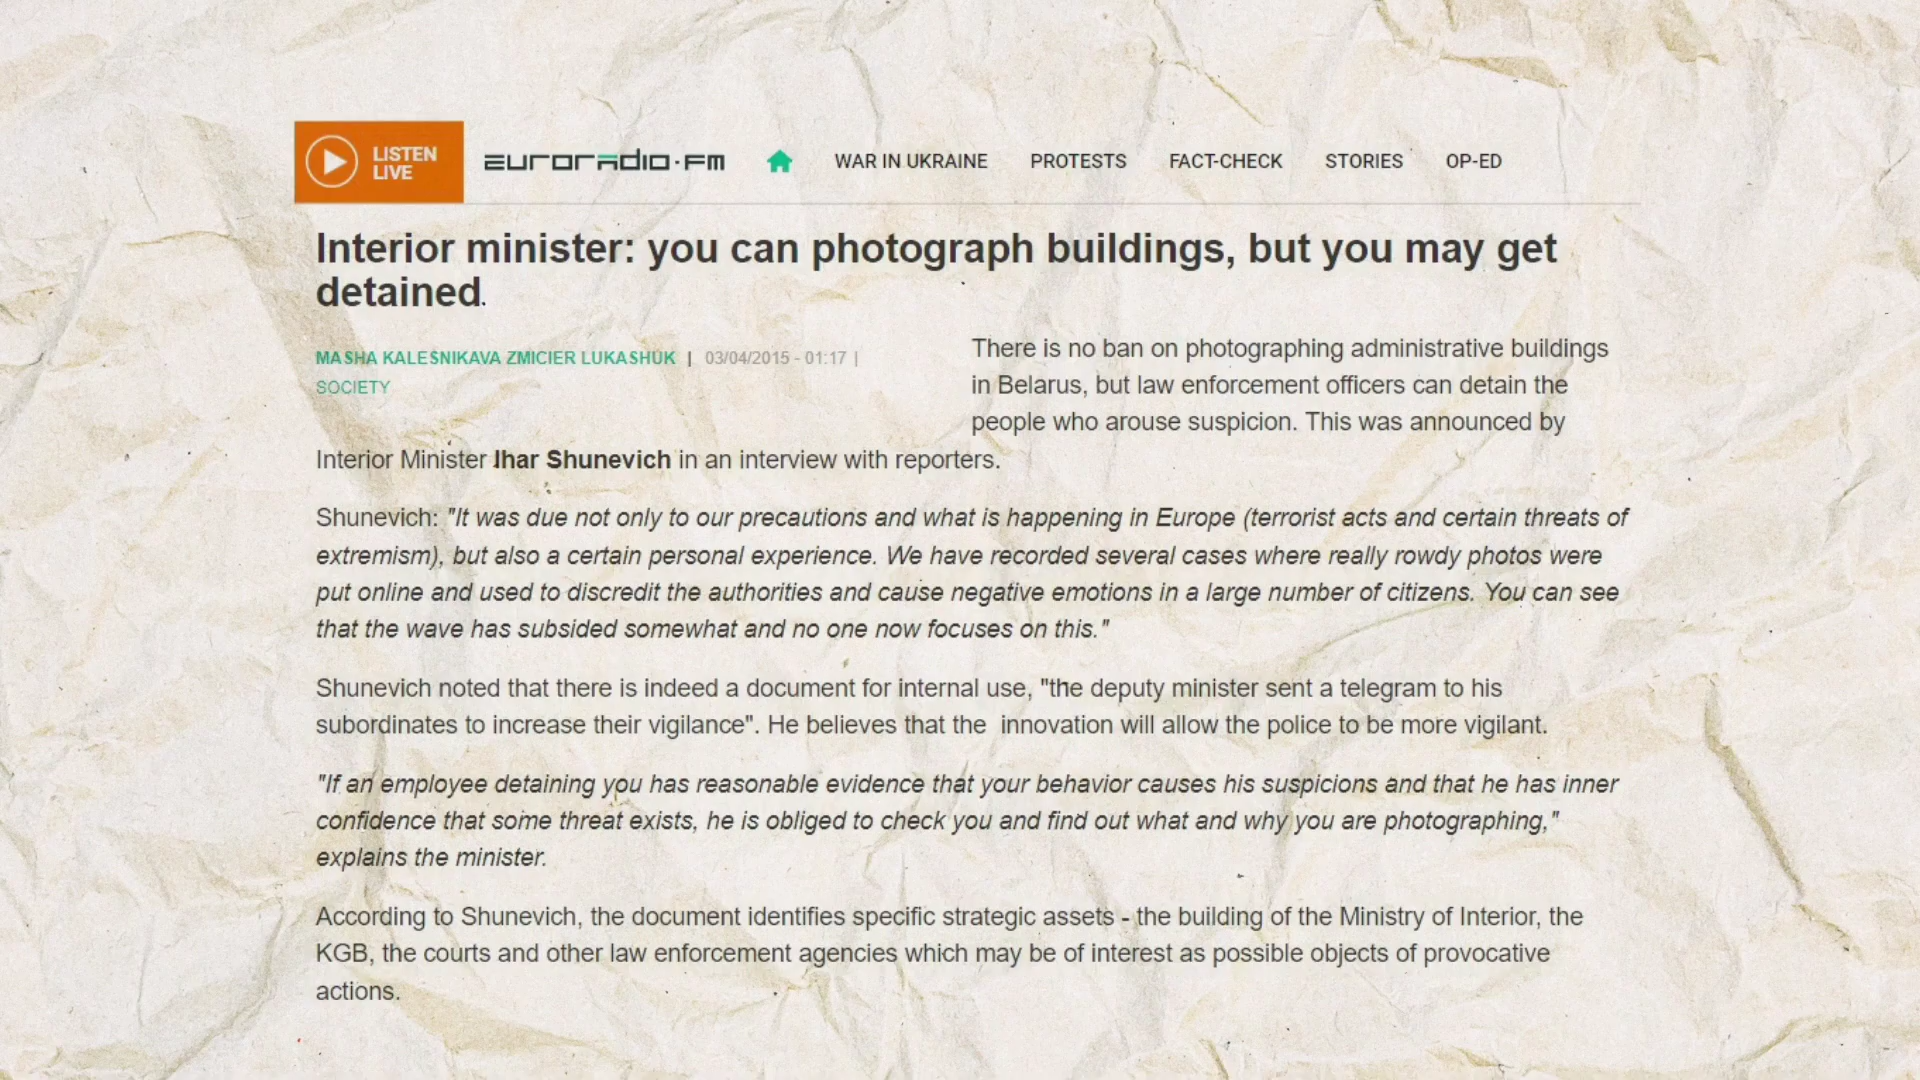 LISTEN
LIVE
euroradio·fm
WAR IN UKRAINE
PROTESTS
FACT-CHECK
STORIES
OP-ED
Interior minister: you can photograph buildings, but you may get
detained.
MASHA KALESNIKAVA ZMICIER LUKASHUK | 03/04/2015 - 01:17 |
SOCIETY
There is no ban on photographing administrative buildings
in Belarus, but law enforcement officers can detain the
people who arouse suspicion. This was announced by
Interior Minister Ihar Shunevich in an interview with reporters.
Shunevich: "It was due not only to our precautions and what is happening in Europe (terrorist acts and certain threats of
extremism), but also a certain personal experience. We have recorded several cases where really rowdy photos were
put online and used to discredit the authorities and cause negative emotions in a large number of citizens. You can see
that the wave has subsided somewhat and no one now focuses on this."
Shunevich noted that there is indeed a document for internal use, "the deputy minister sent a telegram to his
subordinates to increase their vigilance". He believes that the innovation will allow the police to be more vigilant.
"If an employee detaining you has reasonable evidence that your behavior causes his suspicions and that he has inner
confidence that some threat exists, he is obliged to check you and find out what and why you are photographing,"
explains the minister.
According to Shunevich, the document identifies specific strategic assets - the building of the Ministry of Interior, the
KGB, the courts and other law enforcement agencies which may be of interest as possible objects of provocative
actions.